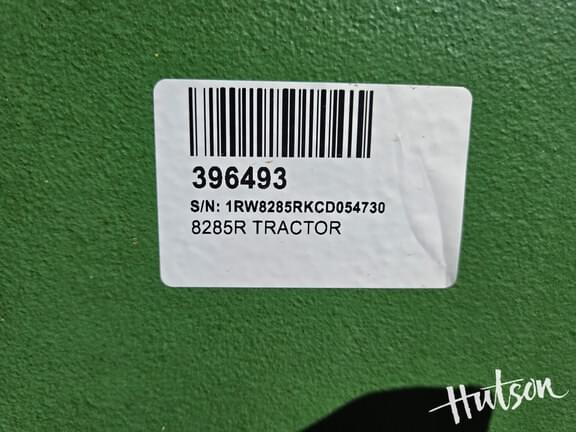 396493
S/N: 1RW8285RKCD054730
8285R TRACTOR
Hutson